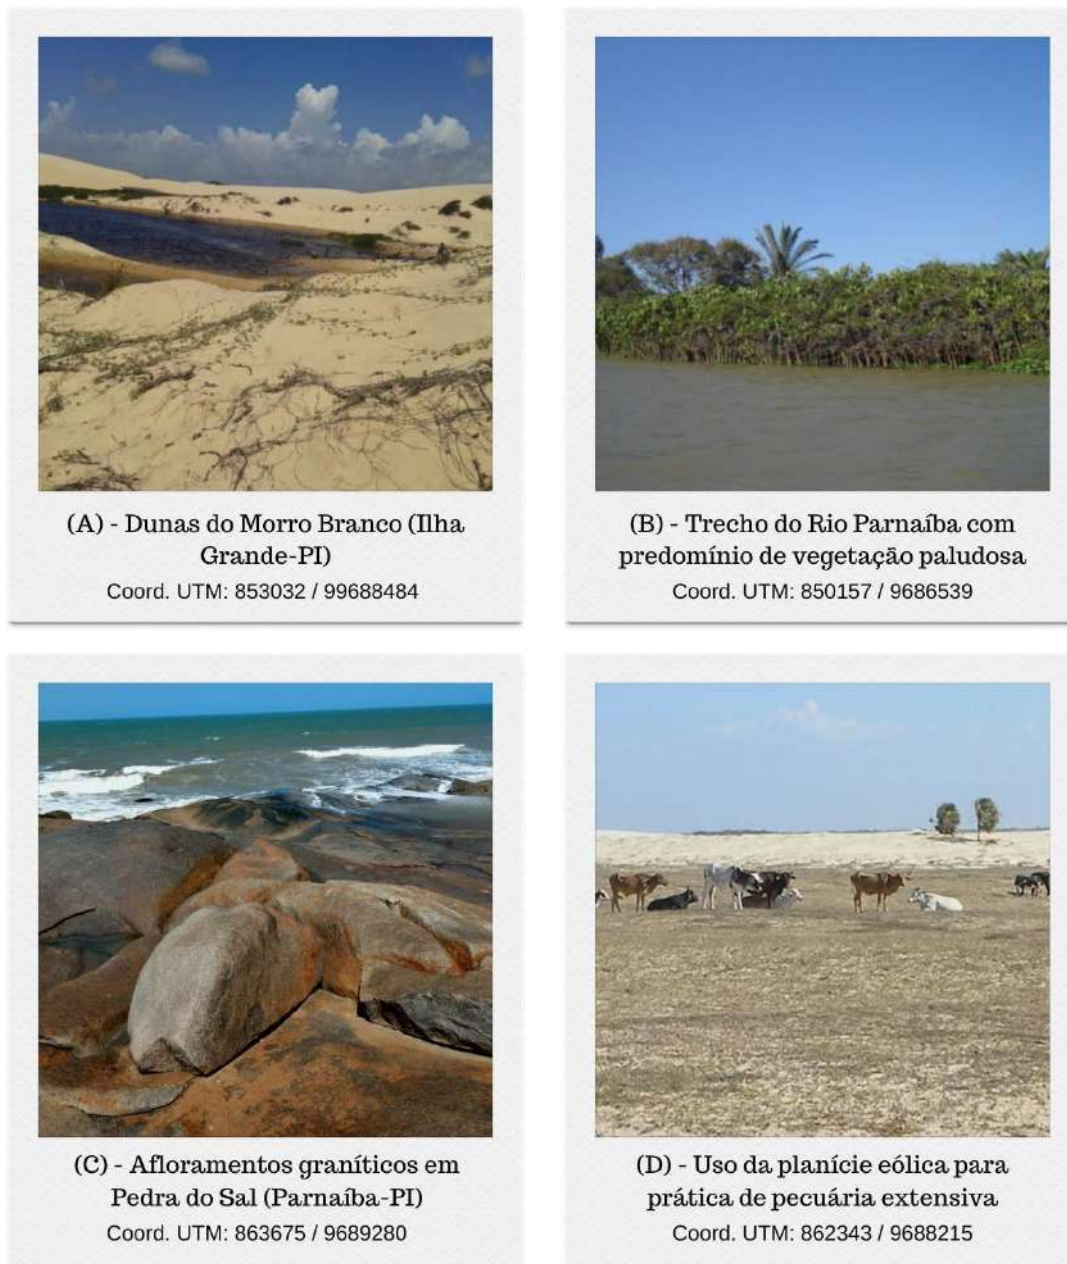 (A) - Dunas do Morro Branco (Ilha
Grande-PI)
Coord. UTM: 853032 / 99688484
(B) - Trecho do Rio Parnaíba com
predomínio de vegetação paludosa
Coord. UTM: 850157 / 9686539
(C) - Afloramentos graníticos em
Pedra do Sal (Parnaíba-PI)
Coord. UTM: 863675 / 9689280
(D) - Uso da planície eólica para
prática de pecuária extensiva
Coord. UTM: 862343 / 9688215